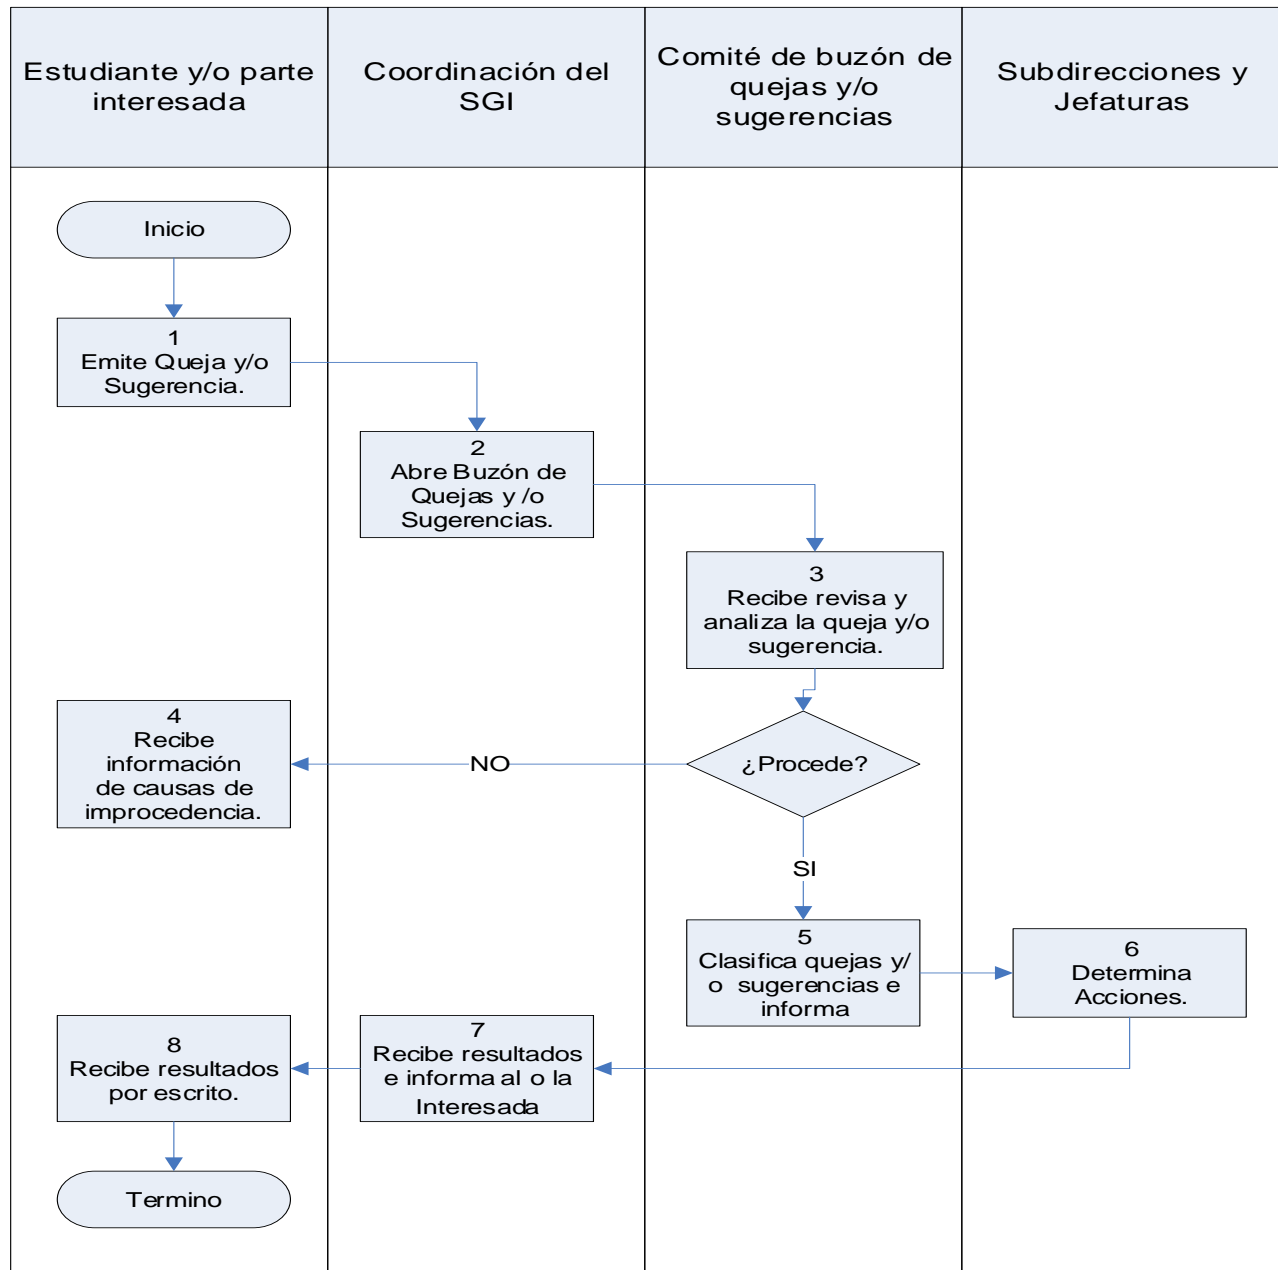 Estudiante y/o parte
interesada
Coordinación del
SGI
Comité de buzón de
quejas y/o
sugerencias
Subdirecciones y
Jefaturas
Inicio
1
Emite Queja y/o
Sugerencia.
2
Abre Buzón de
Quejas y /o
Sugerencias.
3
Recibe revisa y
analiza la queja y/o
sugerencia.
4
Recibe
información
de causas de
improcedencia.
NO
¿Procede?
SI
5
Clasifica quejas y/
o sugerencias e
informa
6
Determina
Acciones.
7
Recibe resultados
e informa al o la
Interesada
8
Recibe resultados
por escrito.
Termino